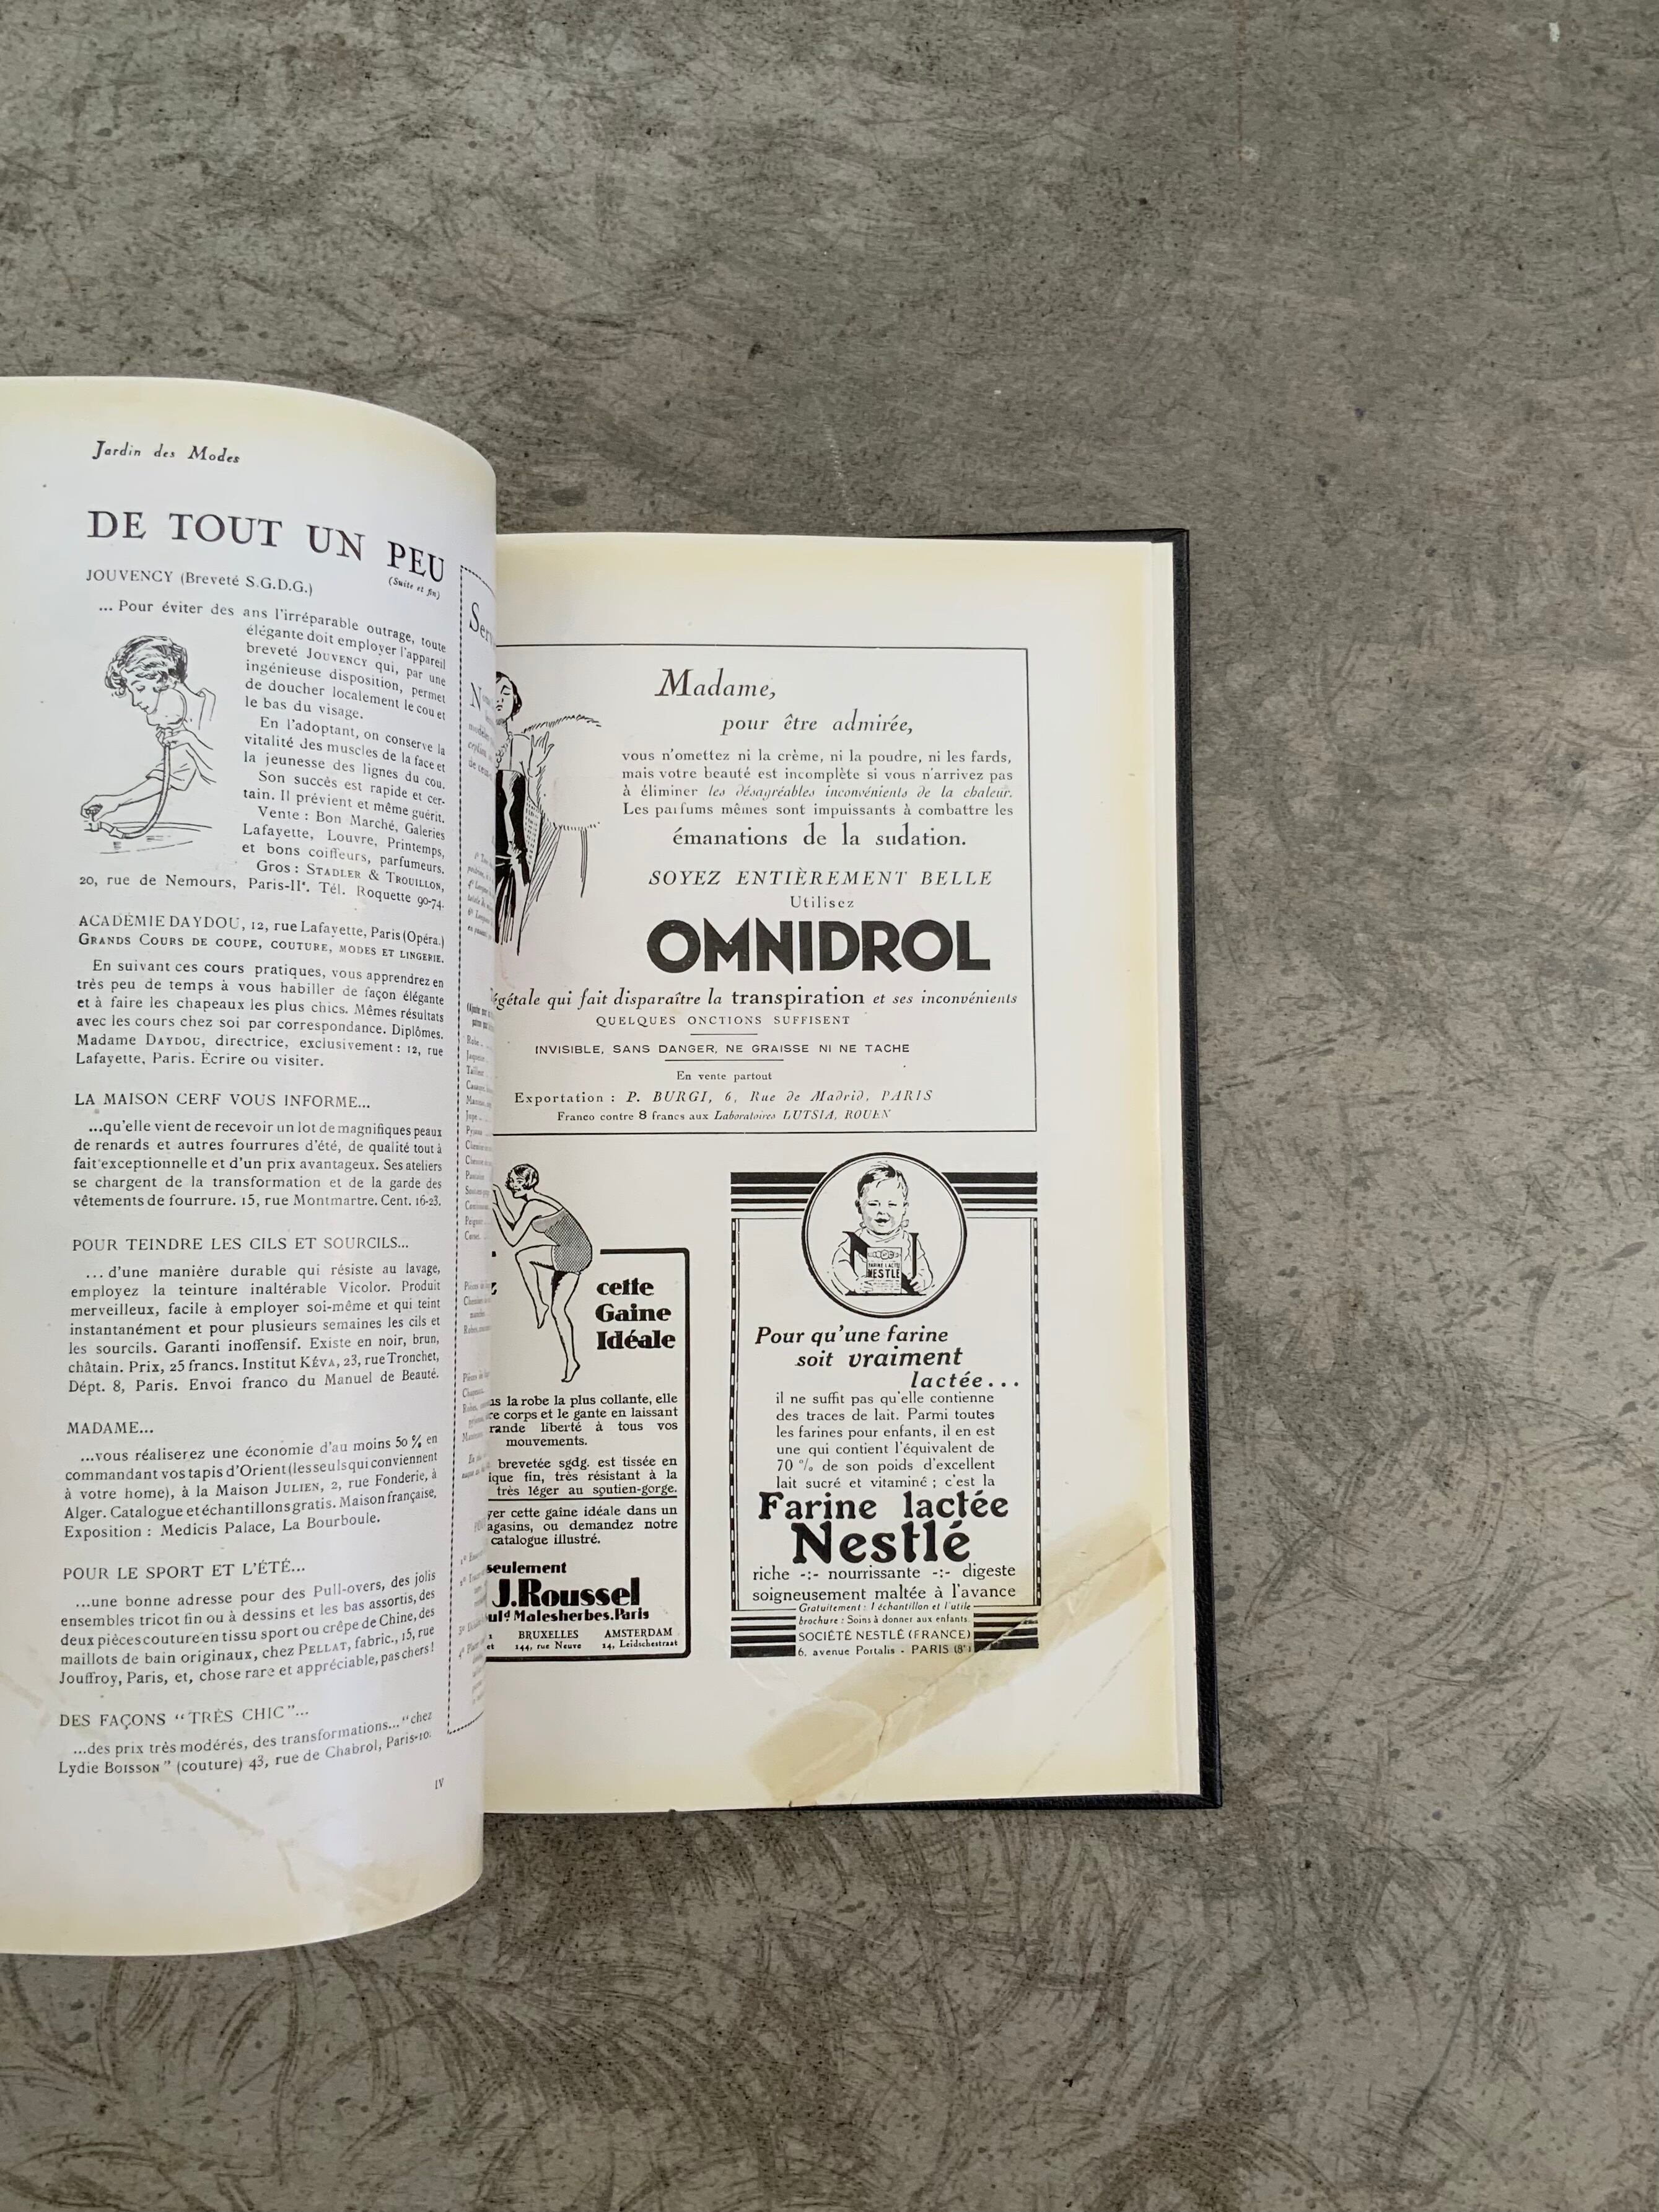 Jardin des Modes
DE TOUT UN PEU
(Suite et fin)
JOUVENCY (Breveté S.G.D.G.)
... Pour éviter des ans l'irréparable outrage, toute
élégante doit employer l'appareil
breveté JOUVENCY qui, par une
ingénieuse disposition, permet
de doucher localement le cou et
le bas du visage.
En l'adoptant, on conserve la
vitalité des muscles de la face et
la jeunesse des lignes du cou.
Son succès est rapide et cer-
tain. Il prévient et même guérit.
Vente : Bon Marché, Galeries
Lafayette, Louvre, Printemps,
et bons coiffeurs, parfumeurs.
Gros : STADLER & TROUILLON,
20, rue de Nemours, Paris-IIe. Tél. Roquette 90-74.
ACADÉMIE DAYDOU, 12, rue Lafayette, Paris (Opéra.)
GRANDS COURS DE COUPE, COUTURE, MODES ET LINGERIE.
En suivant ces cours pratiques, vous apprendrez en
très peu de temps à vous habiller de façon élégante
et à faire les chapeaux les plus chics. Mêmes résultats
avec les cours chez soi par correspondance. Diplômes.
Madame DAYDOU, directrice, exclusivement : 12, rue
Lafayette, Paris. Écrire ou visiter.
LA MAISON CERF VOUS INFORME...
...qu'elle vient de recevoir un lot de magnifiques peaux
de renards et autres fourrures d'été, de qualité tout à
fait exceptionnelle et d'un prix avantageux. Ses ateliers
se chargent de la transformation et de la garde des
vêtements de fourrure. 15, rue Montmartre. Cent. 16-23.
POUR TEINDRE LES CILS ET SOURCILS...
... d'une manière durable qui résiste au lavage,
employez la teinture inaltérable Vicolor. Produit
merveilleux, facile à employer soi-même et qui teint
instantanément et pour plusieurs semaines les cils et
les sourcils. Garanti inoffensif. Existe en noir, brun,
châtain. Prix, 25 francs. Institut KÉVA, 23, rue Tronchet,
Dépt. 8, Paris. Envoi franco du Manuel de Beauté.
MADAME...
...vous réaliserez une économie d'au moins 50 % en
commandant vos tapis d'Orient (les seuls qui conviennent
à votre home), à la Maison JULIEN, 2, rue Fonderie, à
Alger. Catalogue et échantillons gratis. Maison française,
Exposition : Medicis Palace, La Bourboule.
POUR LE SPORT ET L'ÉTÉ...
...une bonne adresse pour des Pull-overs, des jolis
ensembles tricot fin ou à dessins et les bas assortis, des
deux pièces couture en tissu sport ou crêpe de Chine, des
maillots de bain originaux, chez PELLAT, fabric., 15, rue
Jouffroy, Paris, et, chose rare et appréciable, pas chers !
DES FAÇONS “TRÈS CHIC”...
...des prix très modérés, des transformations... “chez
Lydie BOISSON” (couture) 43, rue de Chabrol, Paris-10.
IV
Madame,
pour être admirée,
vous n'omettez ni la crème, ni la poudre, ni les fards,
mais votre beauté est incomplète si vous n'arrivez pas
à éliminer les désagréables inconvénients de la chaleur.
Les parfums mêmes sont impuissants à combattre les
émanations de la sudation.
SOYEZ ENTIÈREMENT BELLE
Utilisez
OMNIDROL
égétale qui fait disparaître la transpiration et ses inconvénients
QUELQUES ONCTIONS SUFFISENT
INVISIBLE, SANS DANGER, NE GRAISSE NI NE TACHE
En vente partout
Exportation : P. BURGI, 6, Rue de Madrid, PARIS
Franco contre 8 francs aux Laboratoires LUTSIA, ROUEN
cette
Gaine
Idéale
la robe la plus collante, elle
corps et le gante en laissant
rande liberté à tous vos
mouvements.
brevetée sgdg. est tissée en
ique fin, très résistant à la
très léger au soutien-gorge.
yer cette gaine idéale dans un
agasins, ou demandez notre
catalogue illustré.
seulement
J. Roussel
ulᵈ Malesherbes. Paris
BRUXELLES AMSTERDAM
144, rue Neuve 14, Leidschestraat
FARINE LACTÉE
NESTLÉ
Pour qu'une farine
soit vraiment
lactée...
il ne suffit pas qu'elle contienne
des traces de lait. Parmi toutes
les farines pour enfants, il en est
une qui contient l'équivalent de
70 % de son poids d'excellent
lait sucré et vitaminé ; c'est la
Farine lactée
Nestlé
riche -:- nourrissante -:- digeste
soigneusement maltée à l'avance
Gratuitement : 1 échantillon et l'utile
brochure : Soins à donner aux enfants
SOCIÉTÉ NESTLÉ (FRANCE)
6, avenue Portalis - PARIS (8e)